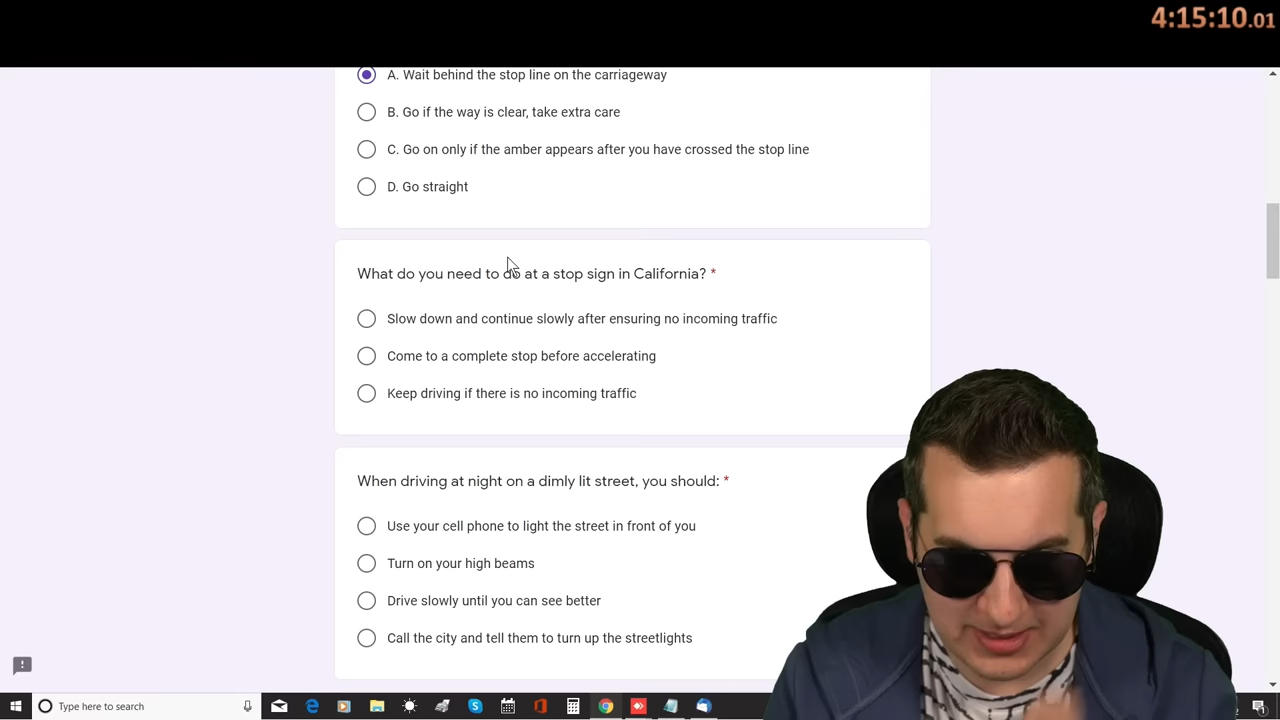 4:15:10.01
A. Wait behind the stop line on the carriageway
B. Go if the way is clear, take extra care
C. Go on only if the amber appears after you have crossed the stop line
D. Go straight
What do you need to do at a stop sign in California? *
Slow down and continue slowly after ensuring no incoming traffic
Come to a complete stop before accelerating
Keep driving if there is no incoming traffic
When driving at night on a dimly lit street, you should: *
Use your cell phone to light the street in front of you
Turn on your high beams
Drive slowly until you can see better
Call the city and tell them to turn up the streetlights
Type here to search